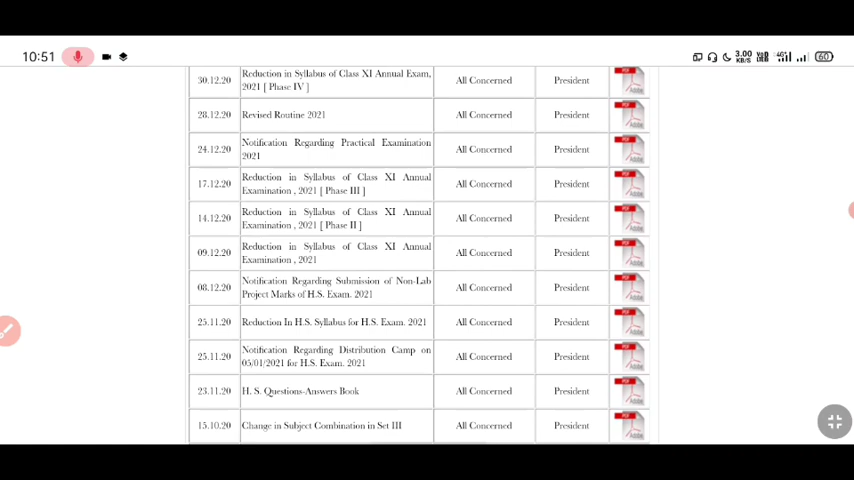 10:51
3.00 KB/S
4G+
60
30.12.20 Reduction in Syllabus of Class XI Annual Exam, 2021 [ Phase IV ] All Concerned President
28.12.20 Revised Routine 2021 All Concerned President
24.12.20 Notification Regarding Practical Examination 2021 All Concerned President
17.12.20 Reduction in Syllabus of Class XI Annual Examination , 2021 [ Phase III ] All Concerned President
14.12.20 Reduction in Syllabus of Class XI Annual Examination , 2021 [ Phase II ] All Concerned President
09.12.20 Reduction in Syllabus of Class XI Annual Examination , 2021 All Concerned President
08.12.20 Notification Regarding Submission of Non-Lab Project Marks of H.S. Exam. 2021 All Concerned President
25.11.20 Reduction In H.S. Syllabus for H.S. Exam. 2021 All Concerned President
25.11.20 Notification Regarding Distribution Camp on 05/01/2021 for H.S. Exam. 2021 All Concerned President
23.11.20 H. S. Questions-Answers Book All Concerned President
15.10.20 Change in Subject Combination in Set III All Concerned President